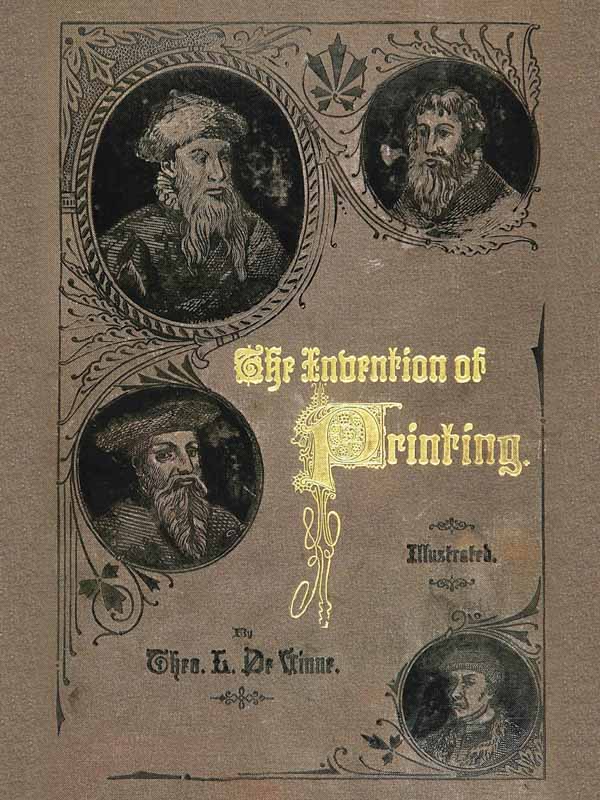 The Invention of
Printing.
Illustrated.
By
Theo. L. De Vinne.